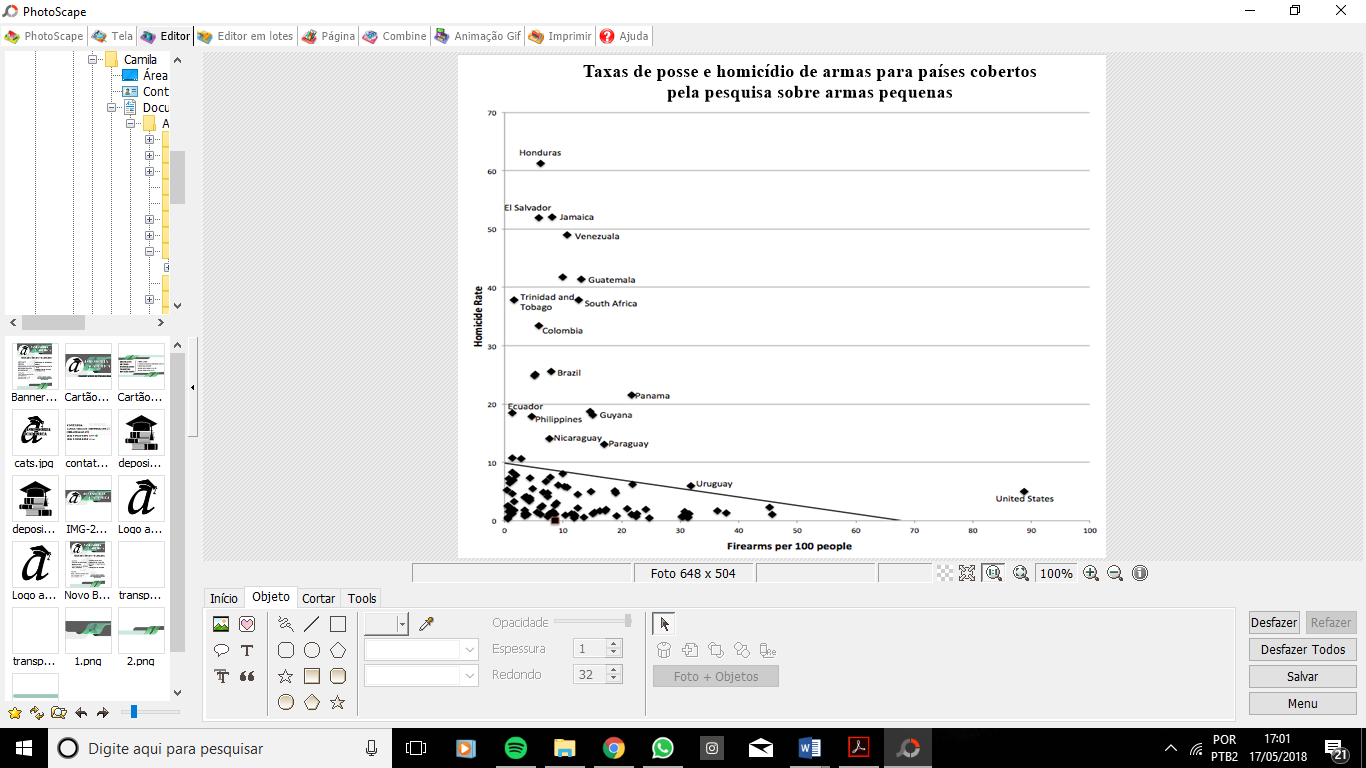 PhotoScape
PhotoScape
Tela
Editor
Editor em lotes
Página
Combine
Animação Gif
Imprimir
Ajuda
Camila
Área
Cont
Docu
A
Banner...
Cartão...
Cartão...
cats.jpg
contat...
deposi...
deposi...
IMG-2...
Logo a...
Logo a...
Novo B...
transp...
transp...
1.png
2.png
Taxas de posse e homicídio de armas para países cobertos
pela pesquisa sobre armas pequenas
Homicide Rate
70
60
50
40
30
20
10
0
Honduras
El Salvador
Jamaica
Venezuala
Guatemala
Trinidad and
Tobago
South Africa
Colombia
Brazil
Panama
Ecuador
Philippines
Guyana
Nicaraguay
Paraguay
Uruguay
United States
0 10 20 30 40 50 60 70 80 90 100
Firearms per 100 people
Foto 648 x 504
100%
Início
Objeto
Cortar
Tools
Opacidade
Espessura
1
Redondo
32
Foto + Objetos
Desfazer
Refazer
Desfazer Todos
Salvar
Menu
Digite aqui para pesquisar
POR
PTB2
17:01
17/05/2018
21